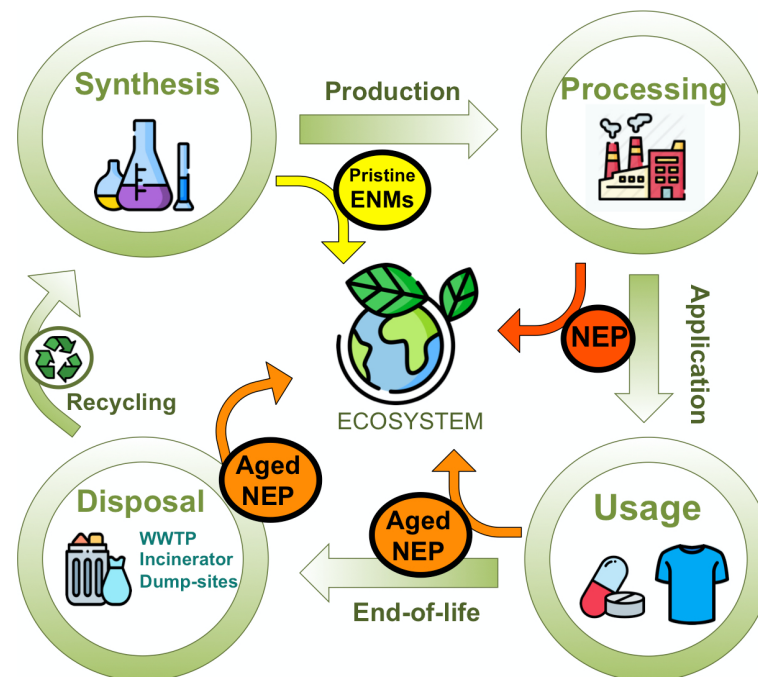 Synthesis
Production
Processing
Pristine
ENMs
NEP
Application
ECOSYSTEM
Recycling
Aged
NEP
Disposal
WWTP
Incinerator
Dump-sites
Aged
NEP
End-of-life
Usage